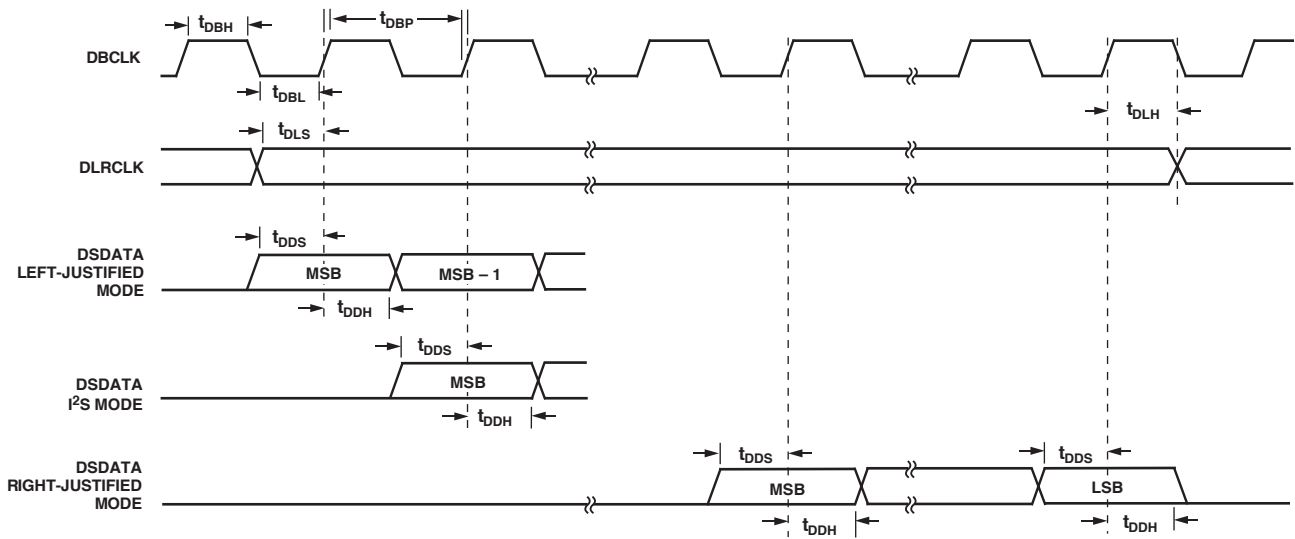 tDBH
tDBP
DBCLK
tDBL
tDLH
tDLS
DLRCLK
tDDS
DSDATA
LEFT-JUSTIFIED
MODE
MSB
MSB – 1
tDDH
tDDS
DSDATA
I²S MODE
MSB
tDDH
tDDS
tDDS
DSDATA
RIGHT-JUSTIFIED
MODE
MSB
LSB
tDDH
tDDH